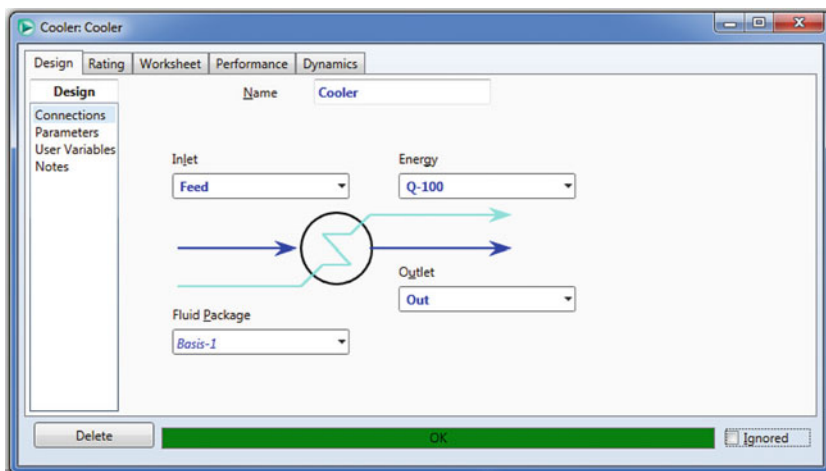 Cooler: Cooler
Design Rating Worksheet Performance Dynamics
Design
Connections
Parameters
User Variables
Notes
Name Cooler
Inlet
Feed
Energy
Q-100
Outlet
Out
Fluid Package
Basis-1
Delete
OK
Ignored